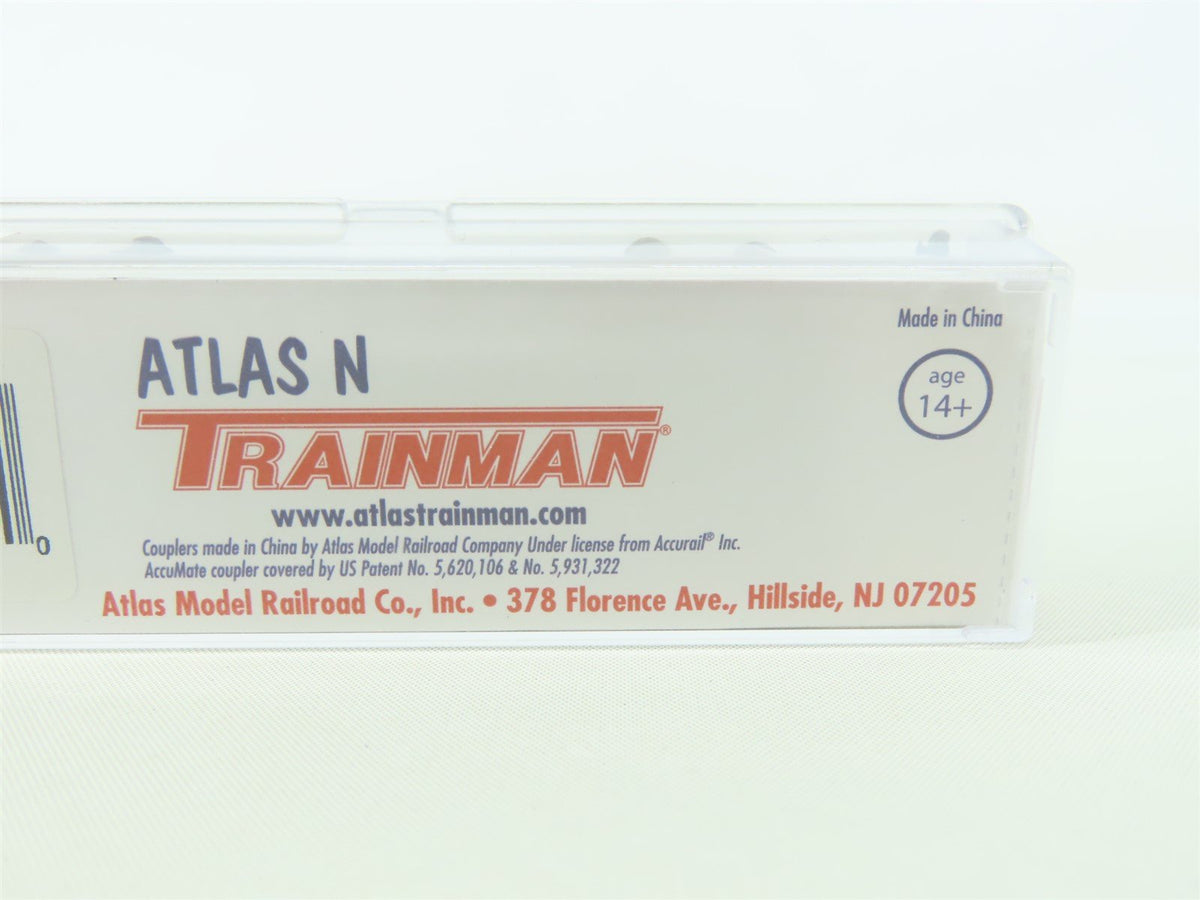 Made in China
age
14+
ATLAS N
TRAINMAN®
www.atlastrainman.com
Couplers made in China by Atlas Model Railroad Company Under license from Accurail® Inc.
AccuMate coupler covered by US Patent No. 5,620,106 & No. 5,931,322
Atlas Model Railroad Co., Inc. • 378 Florence Ave., Hillside, NJ 07205
0